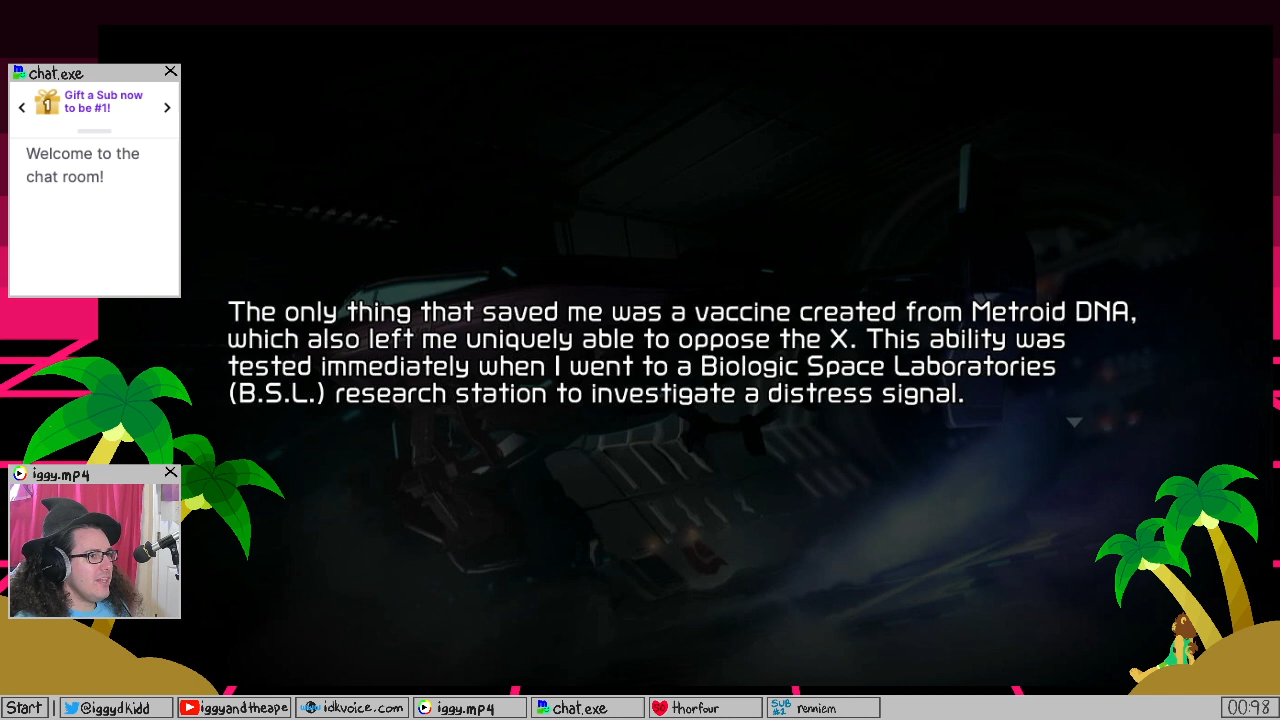 chat.exe
Gift a Sub now
to be #1!
1
Welcome to the
chat room!
The only thing that saved me was a vaccine created from Metroid DNA,
which also left me uniquely able to oppose the X. This ability was
tested immediately when I went to a Biologic Space Laboratories
(B.S.L.) research station to investigate a distress signal.
iggy.mp4
Start | @iggydkidd iggyandtheape www idkvoice.com iggy.mp4 chat.exe thorfour SUB #1 renniem 00:98